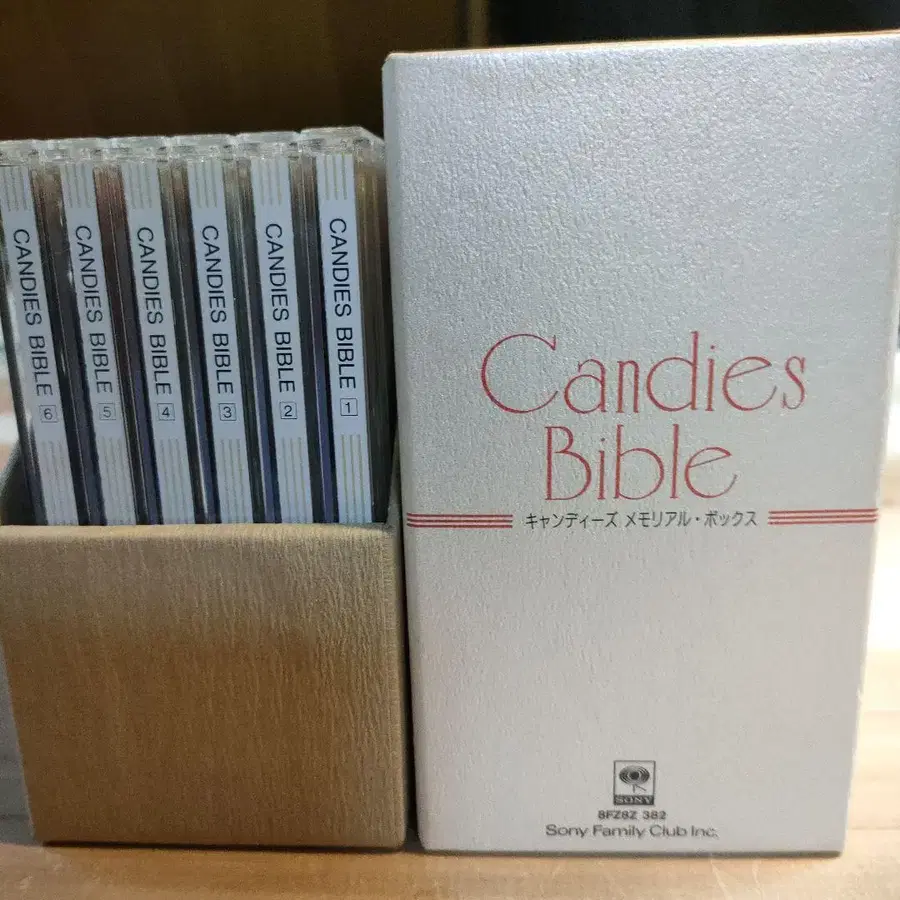 CANDIES BIBLE 6
CANDIES BIBLE 5
CANDIES BIBLE 4
CANDIES BIBLE 3
CANDIES BIBLE 2
CANDIES BIBLE 1
Candies
Bible
キャンディーズ メモリアル・ボックス
SONY
8FZ8Z 382
Sony Family Club Inc.